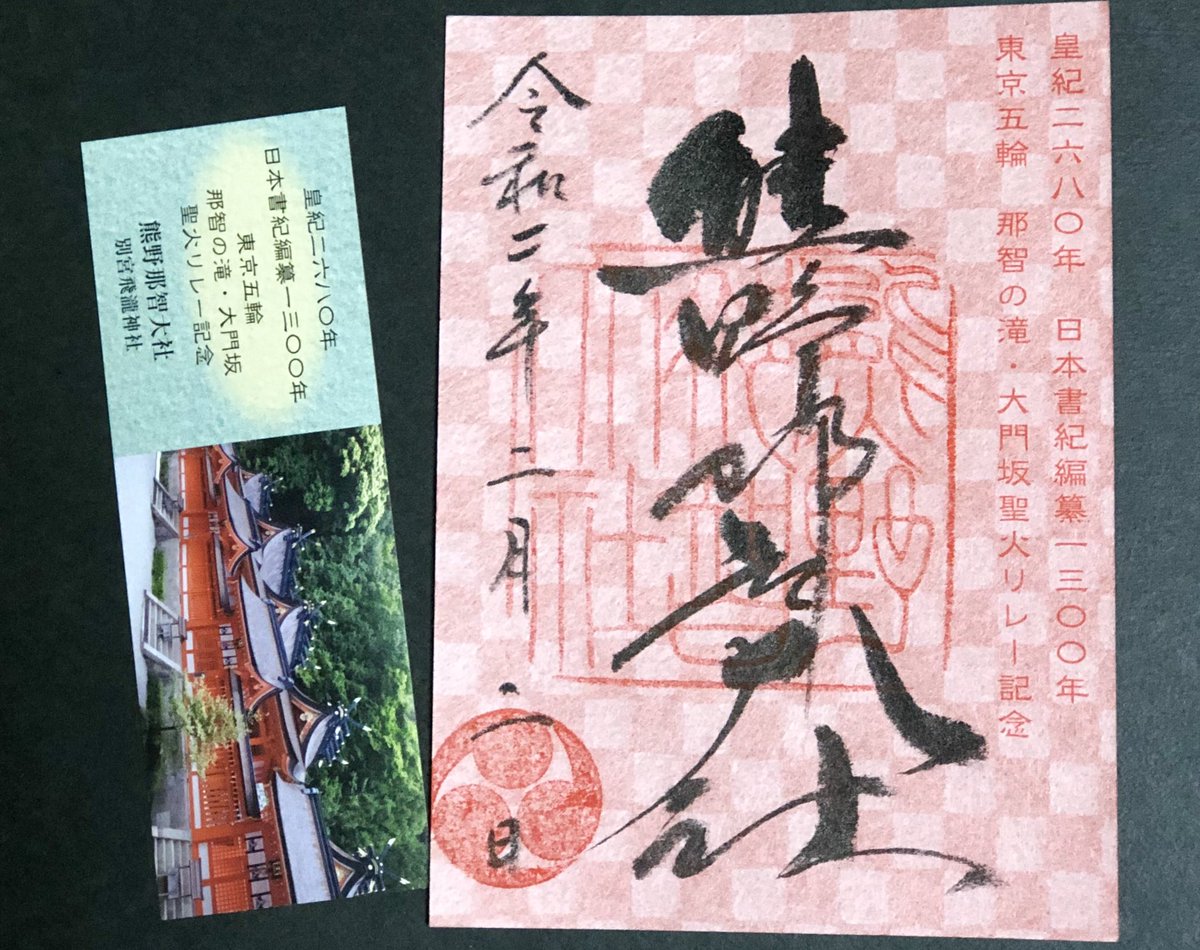 皇紀二六八〇年　日本書紀編纂一三〇〇年
東京五輪　那智の滝・大門坂聖火リレー記念
熊野那智大社
令和二年二月二日
皇紀二六八〇年
日本書紀編纂一三〇〇年
東京五輪
那智の滝・大門坂
聖火リレー記念
熊野那智大社
別宮飛瀧神社